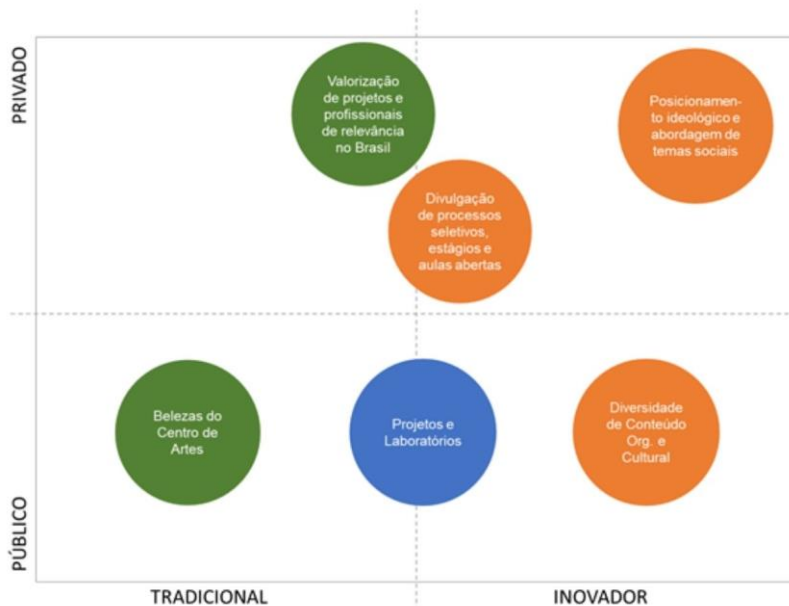 PRIVADO
Valorização
de projetos e
profissionais
de relevância
no Brasil
Posicionamen-
to ideológico e
abordagem de
temas sociais
Divulgação
de processos
seletivos,
estágios e
aulas abertas
PÚBLICO
Belezas do
Centro de
Artes
Projetos e
Laboratórios
Diversidade
de Conteúdo
Org. e
Cultural
TRADICIONAL
INOVADOR